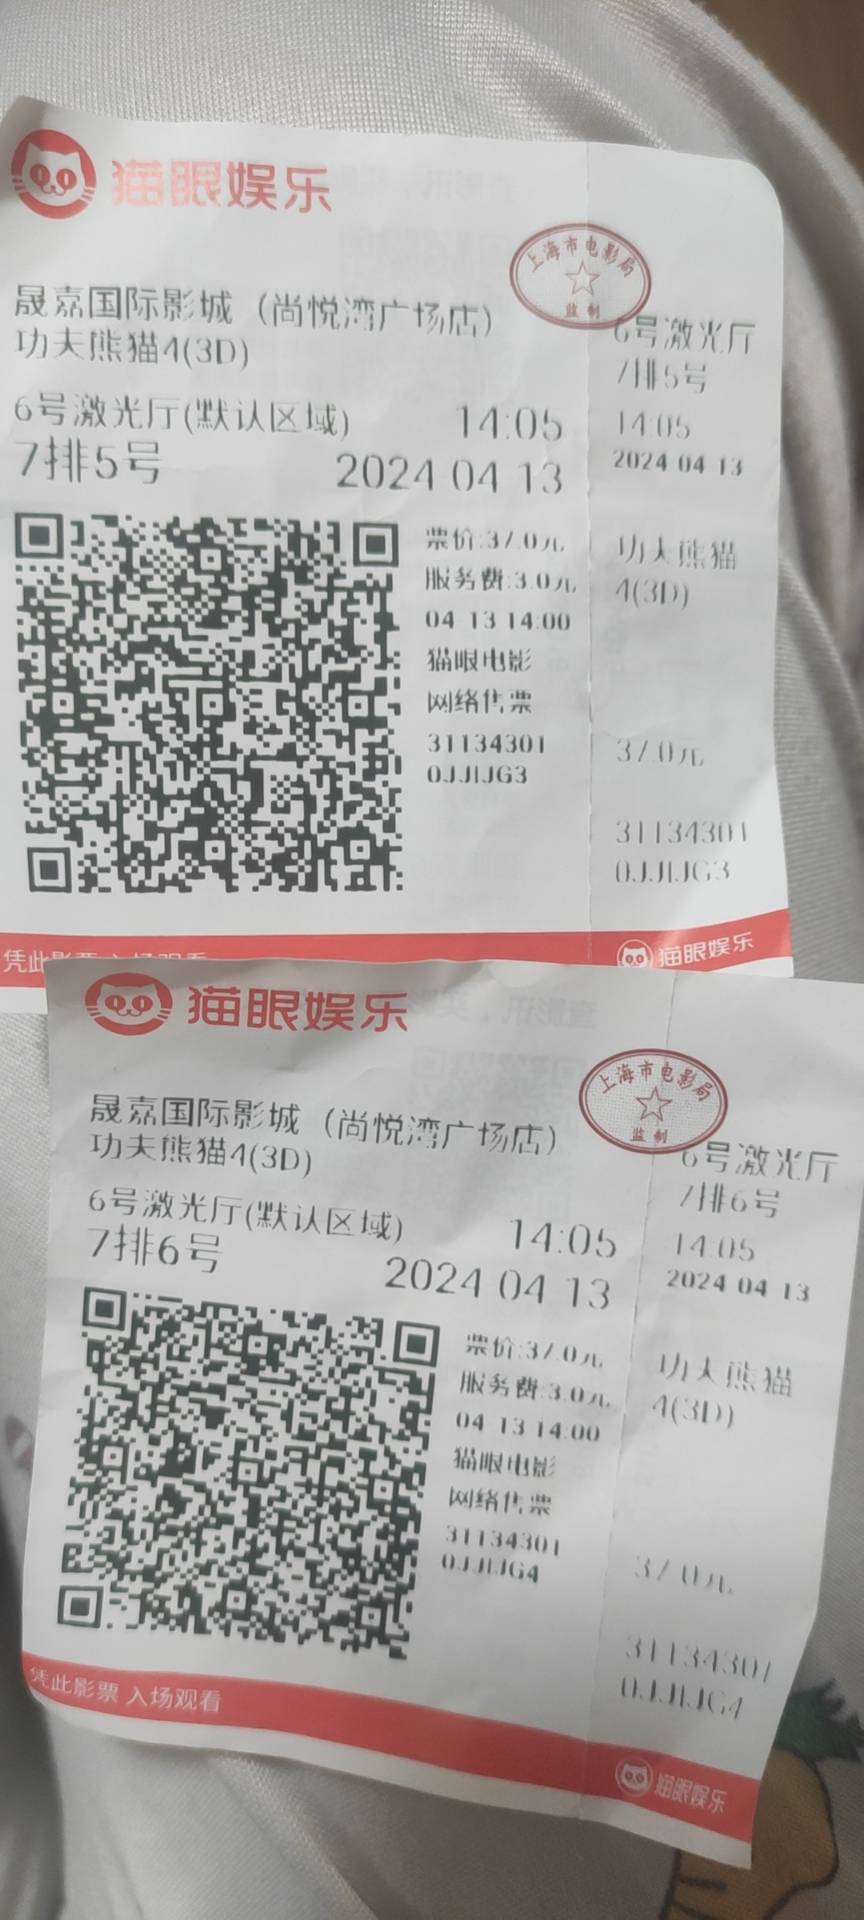 猫眼娱乐
上海市电影局
监制
晟嘉国际影城（尚悦湾广场店）
功夫熊猫4(3D)
6号激光厅(默认区域)
14:05
7排5号
2024 04 13
票价:37.0元
服务费:3.0元
04 13 14:00
猫眼电影
网络售票
31134301
0JJIJG3
6号激光厅
7排5号
14:05
2024 04 13
功夫熊猫
4(3D)
37.0元
31134301
0JJIJG3
凭此影票 入场观看
猫眼娱乐
猫眼娱乐
上海市电影局
监制
晟嘉国际影城（尚悦湾广场店）
功夫熊猫4(3D)
6号激光厅(默认区域)
14:05
7排6号
2024 04 13
票价:37.0元
服务费:3.0元
04 13 14:00
猫眼电影
网络售票
31134301
0JJIJG4
6号激光厅
7排6号
14:05
2024 04 13
功夫熊猫
4(3D)
37.0元
31134301
0JJIJG4
凭此影票 入场观看
猫眼娱乐